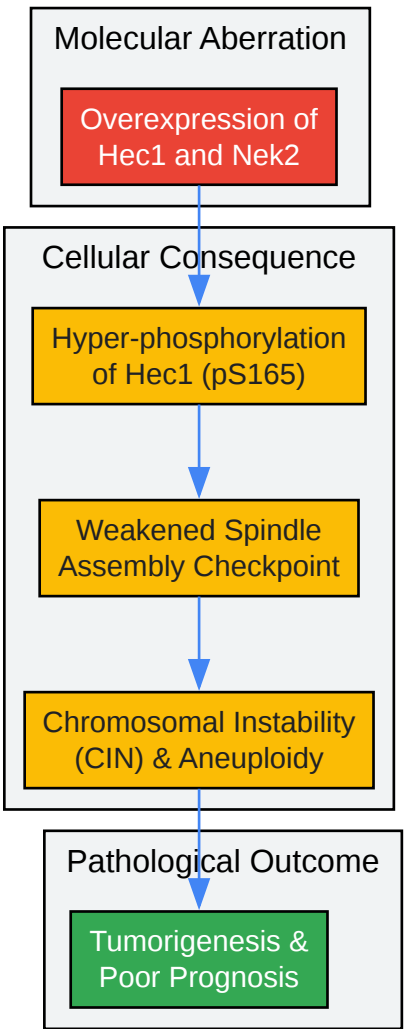 Molecular Aberration
Overexpression of
Hec1 and Nek2
Cellular Consequence
Hyper-phosphorylation
of Hec1 (pS165)
Weakened Spindle
Assembly Checkpoint
Chromosomal Instability
(CIN) & Aneuploidy
Pathological Outcome
Tumorigenesis &
Poor Prognosis